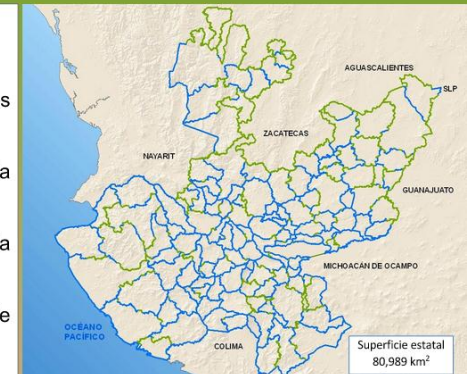 s
a
a
e
AGUASCALIENTES
SLP
ZACATECAS
NAYARIT
GUANAJUATO
MICHOACÁN DE OCAMPO
OCÉANO
PACÍFICO
COLIMA
Superficie estatal
80,989 km²